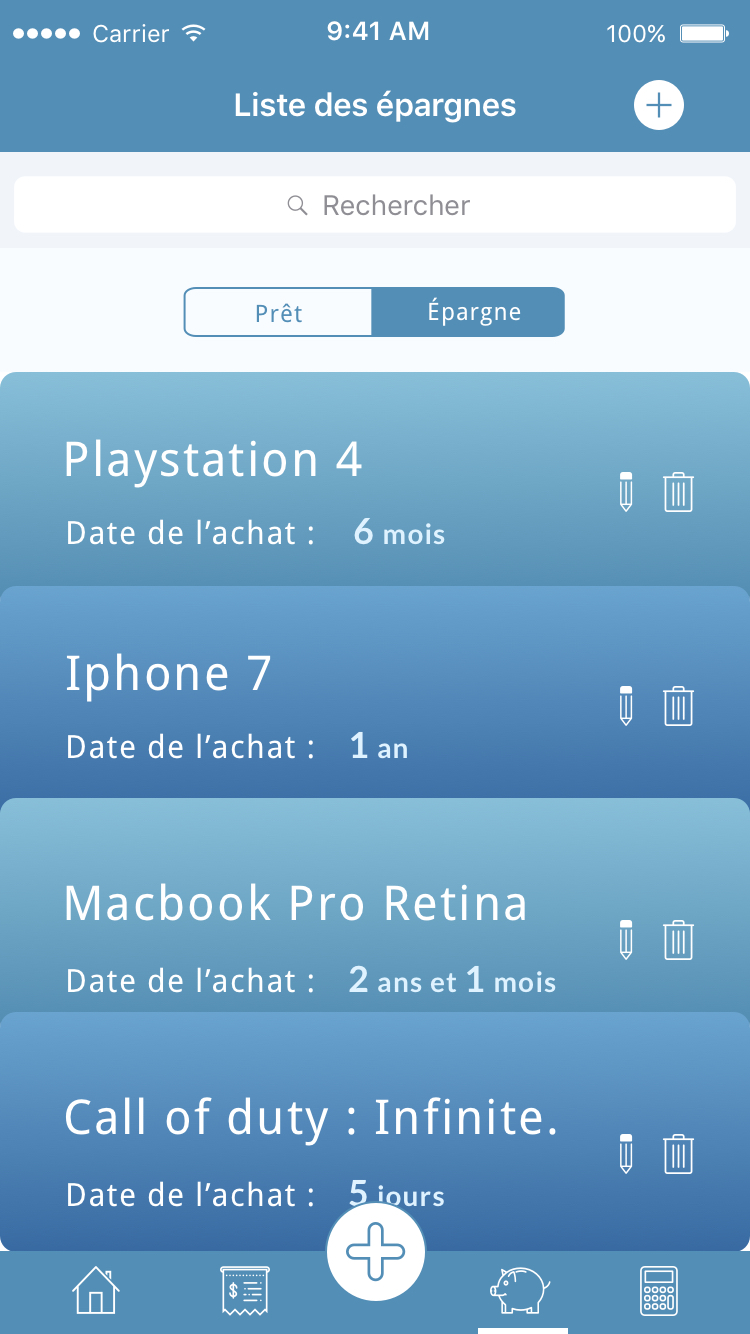 Carrier 9:41 AM 100%
Liste des épargnes
Rechercher
Prêt Épargne
Playstation 4
Date de l’achat : 6 mois
Iphone 7
Date de l’achat : 1 an
Macbook Pro Retina
Date de l’achat : 2 ans et 1 mois
Call of duty : Infinite.
Date de l’achat : 5 jours
$